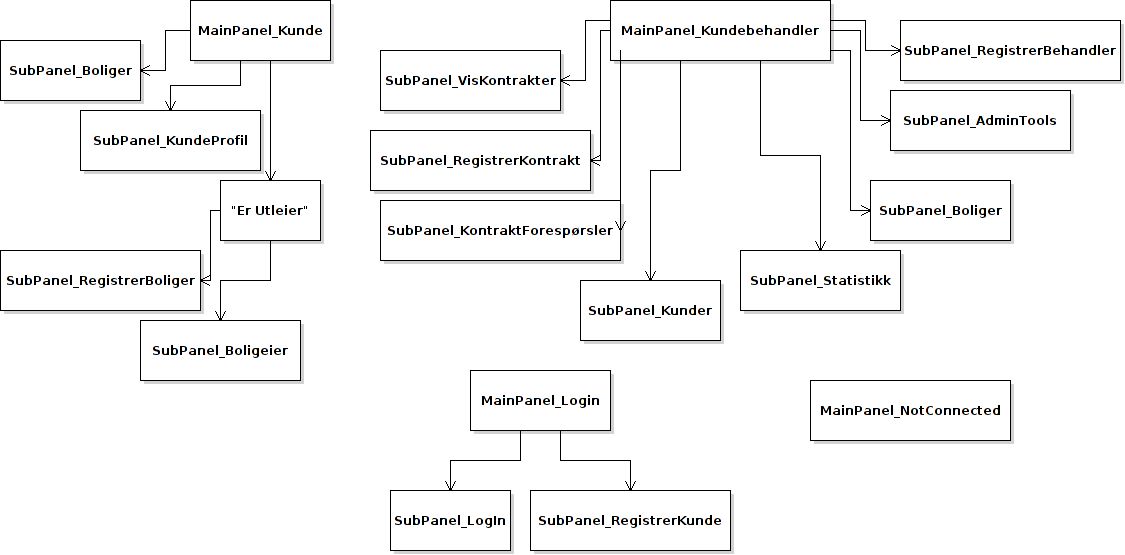 MainPanel_Kunde
SubPanel_Boliger
SubPanel_KundeProfil
"Er Utleier"
SubPanel_RegistrerBoliger
SubPanel_Boligeier
MainPanel_Kundebehandler
SubPanel_RegistrerBehandler
SubPanel_VisKontrakter
SubPanel_AdminTools
SubPanel_RegistrerKontrakt
SubPanel_Boliger
SubPanel_KontraktForespørsler
SubPanel_Statistikk
SubPanel_Kunder
MainPanel_Login
MainPanel_NotConnected
SubPanel_LogIn
SubPanel_RegistrerKunde